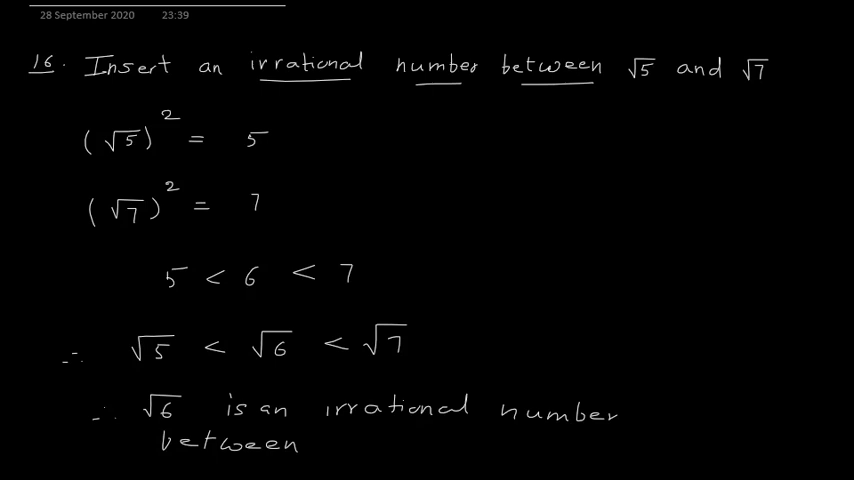 28 September 2020 23:39
16. Insert an irrational number between √5 and √7
(√5)² = 5
(√7)² = 7
5 < 6 < 7
∴ √5 < √6 < √7
∴ √6 is an irrational number
between